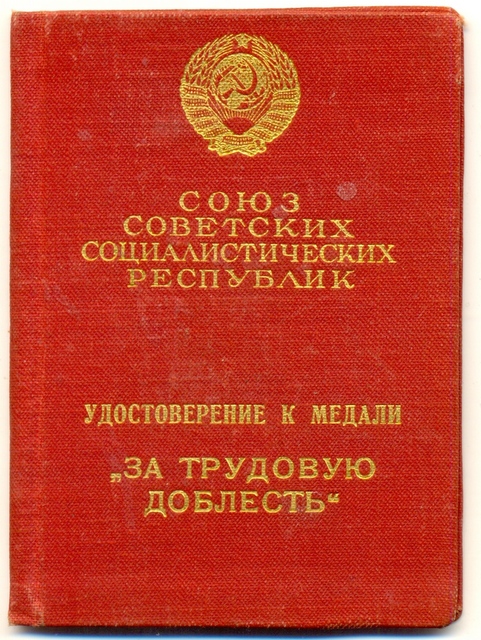 СОЮЗ
СОВЕТСКИХ
СОЦИАЛИСТИЧЕСКИХ
РЕСПУБЛИК
УДОСТОВЕРЕНИЕ К МЕДАЛИ
„ЗА ТРУДОВУЮ
ДОБЛЕСТЬ“